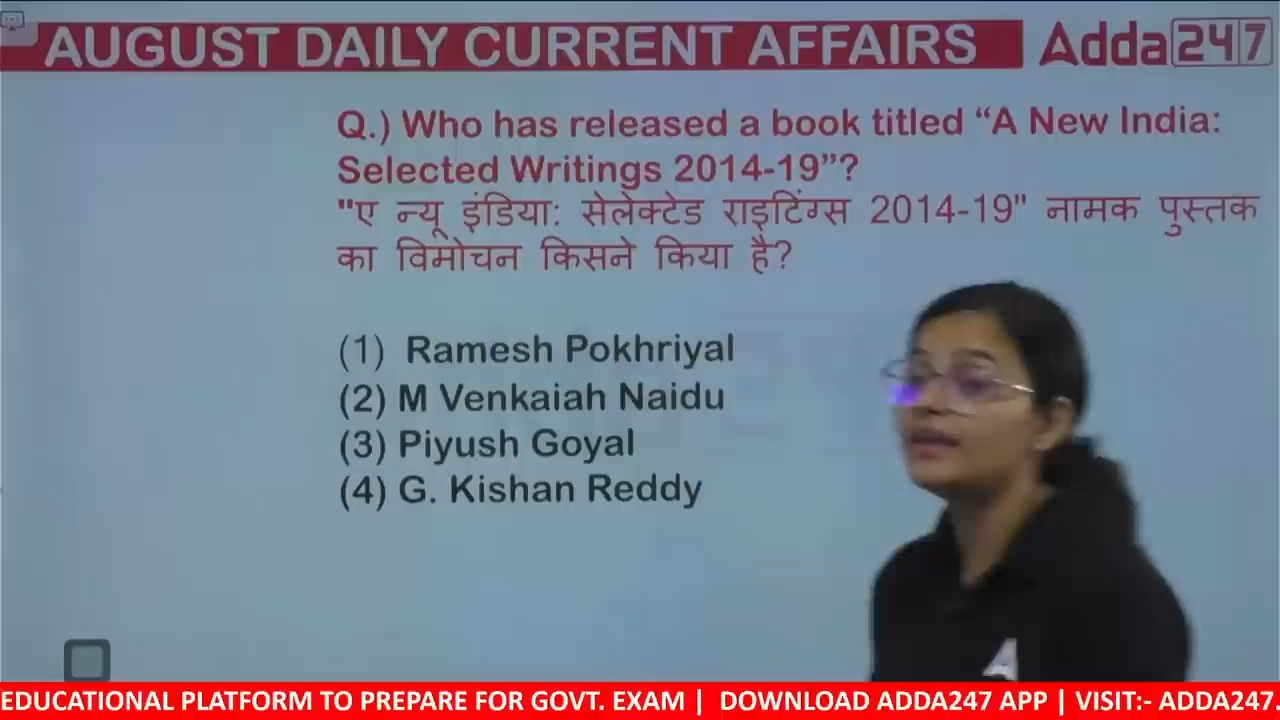 AUGUST DAILY CURRENT AFFAIRS
Adda247
Q.) Who has released a book titled “A New India:
Selected Writings 2014-19”?
"ए न्यू इंडिया: सेलेक्टेड राइटिंग्स 2014-19" नामक पुस्तक
का विमोचन किसने किया है?
(1) Ramesh Pokhriyal
(2) M Venkaiah Naidu
(3) Piyush Goyal
(4) G. Kishan Reddy
EDUCATIONAL PLATFORM TO PREPARE FOR GOVT. EXAM | DOWNLOAD ADDA247 APP | VISIT:- ADDA247.